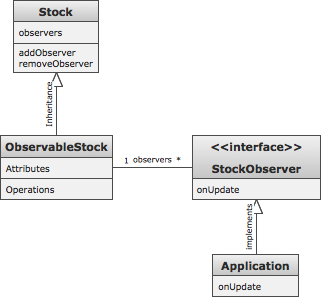 Stock
observers
addObserver
removeObserver
Inheritance
ObservableStock
Attributes
Operations
1 observers *
<<interface>>
StockObserver
onUpdate
implements
Application
onUpdate